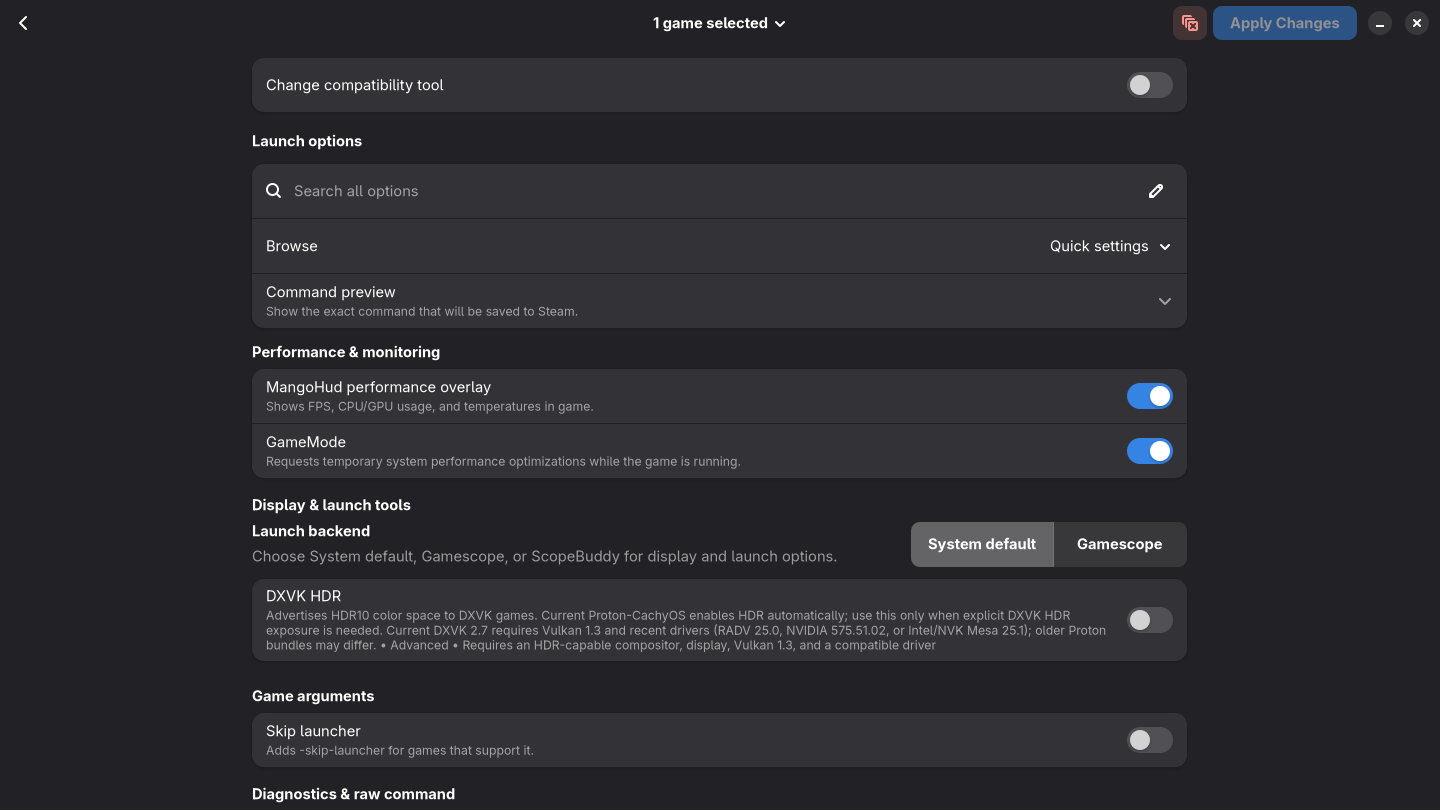 1 game selected
Apply Changes
Change compatibility tool
Launch options
Search all options
Browse
Quick settings
Command preview
Show the exact command that will be saved to Steam.
Performance & monitoring
MangoHud performance overlay
Shows FPS, CPU/GPU usage, and temperatures in game.
GameMode
Requests temporary system performance optimizations while the game is running.
Display & launch tools
Launch backend
Choose System default, Gamescope, or ScopeBuddy for display and launch options.
System default
Gamescope
DXVK HDR
Advertises HDR10 color space to DXVK games. Current Proton-CachyOS enables HDR automatically; use this only when explicit DXVK HDR
exposure is needed. Current DXVK 2.7 requires Vulkan 1.3 and recent drivers (RADV 25.0, NVIDIA 575.51.02, or Intel/NVK Mesa 25.1); older Proton
bundles may differ. • Advanced • Requires an HDR-capable compositor, display, Vulkan 1.3, and a compatible driver
Game arguments
Skip launcher
Adds -skip-launcher for games that support it.
Diagnostics & raw command